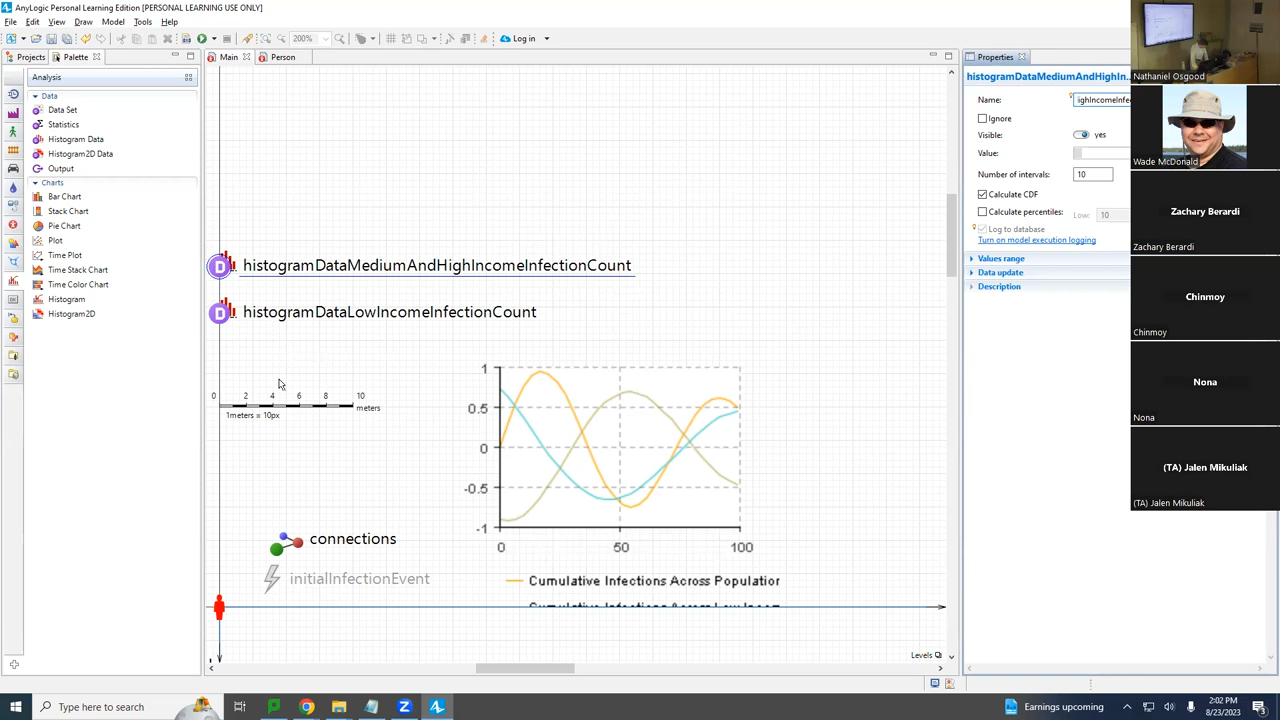 AnyLogic Personal Learning Edition [PERSONAL LEARNING USE ONLY]
File Edit View Draw Model Tools Help
200% Log in
Projects Palette Main Person Properties
Analysis
Data
Data Set
Statistics
Histogram Data
Histogram2D Data
Output
Charts
Bar Chart
Stack Chart
Pie Chart
Plot
Time Plot
Time Stack Chart
Time Color Chart
Histogram
Histogram2D
histogramDataMediumAndHighIncomeInfectionCount
histogramDataLowIncomeInfectionCount
0 2 4 6 8 10
meters
1meters = 10px
1
0.5
0
-0.5
-1
0 50 100
connections
initialInfectionEvent
Cumulative Infections Across Population
Levels
histogramDataMediumAndHighIn...
Name: ighIncomeInfe
Ignore
Visible: yes
Value:
Number of intervals: 10
Calculate CDF
Calculate percentiles: Low: 10
Log to database
Turn on model execution logging
Values range
Data update
Description
Nathaniel Osgood
Wade McDonald
Zachary Berardi
Zachary Berardi
Chinmoy
Chinmoy
Nona
Nona
(TA) Jalen Mikuliak
(TA) Jalen Mikuliak
Type here to search
Earnings upcoming
2:02 PM
8/23/2023
3